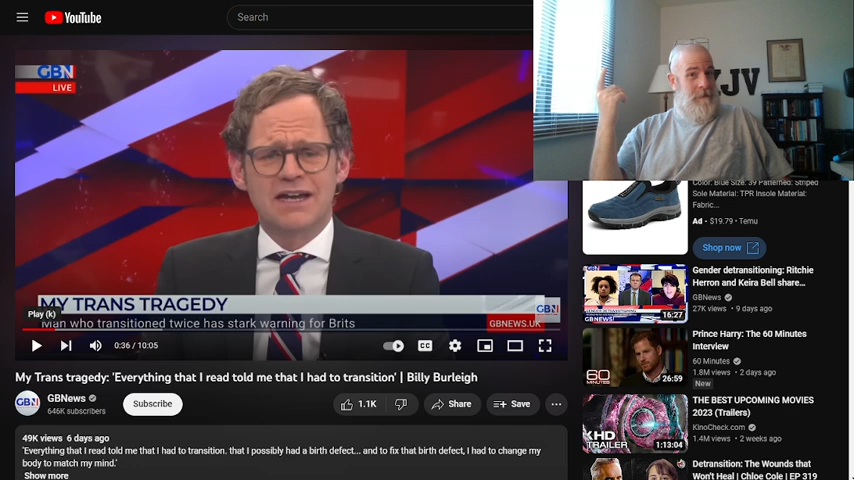 YouTube
Search
GBN
LIVE
KJV
MY TRANS TRAGEDY
GBN
Play (k)
Man who transitioned twice has stark warning for Brits
GBNEWS.UK
0:36 / 10:05
CC
My Trans tragedy: 'Everything that I read told me that I had to transition' | Billy Burleigh
GBN
GBNews
646K subscribers
Subscribe
1.1K
Share
Save
49K views 6 days ago
'Everything that I read told me that I had to transition. that I possibly had a birth defect... and to fix that birth defect, I had to change my
body to match my mind.'
Show more
Color: Blue Size: 39 Patterned: Striped
Sole Material: TPR Insole Material:
Fabric...
Ad • $19.79 • Temu
Shop now
GBNEWS
16:27
Gender detransitioning: Ritchie
Herron and Keira Bell share...
GBNews
27K views • 9 days ago
60
MINUTES
26:59
Prince Harry: The 60 Minutes
Interview
60 Minutes
1.8M views • 2 days ago
New
KHD
TRAILER
1:13:04
THE BEST UPCOMING MOVIES
2023 (Trailers)
KinoCheck.com
1.4M views • 2 weeks ago
Detransition: The Wounds that
Won't Heal | Chloe Cole | EP 319